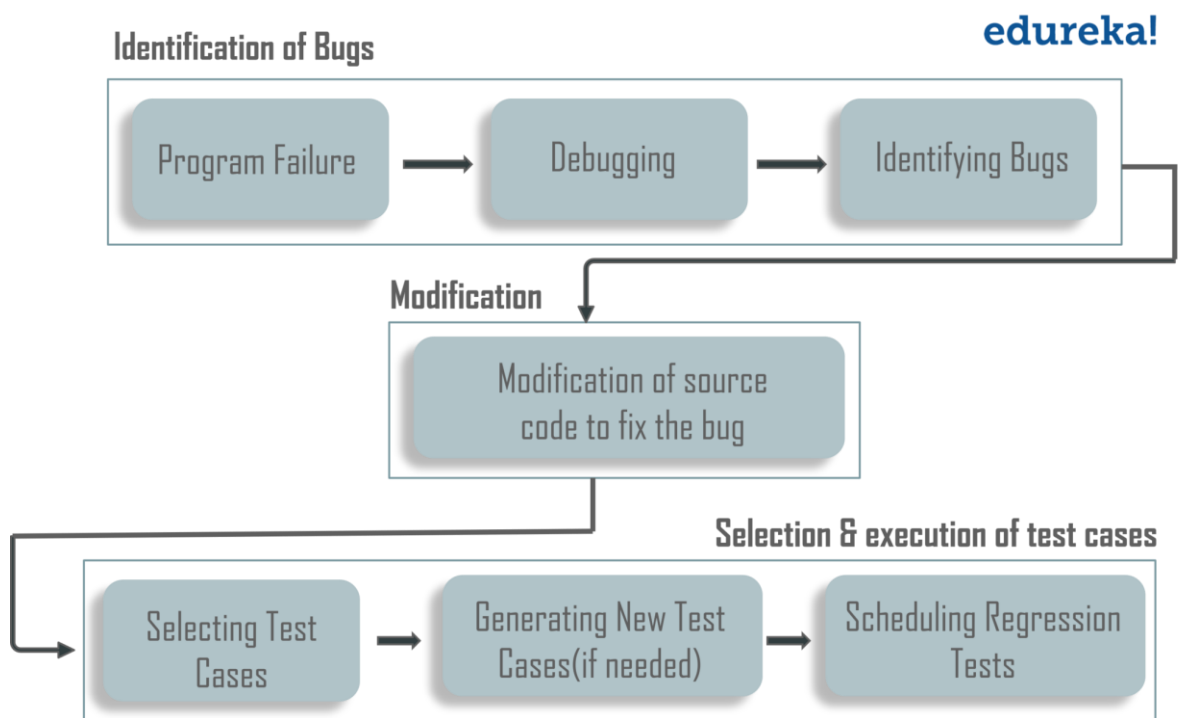 edureka!
Identification of Bugs
Program Failure
Debugging
Identifying Bugs
Modification
Modification of source
code to fix the bug
Selection & execution of test cases
Selecting Test
Cases
Generating New Test
Cases(if needed)
Scheduling Regression
Tests